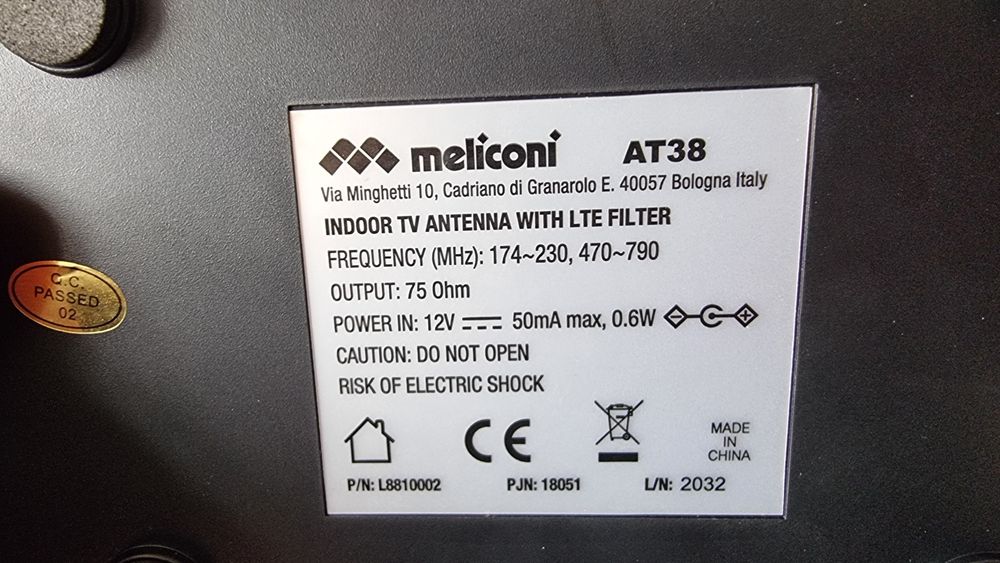 meliconi AT38
Via Minghetti 10, Cadriano di Granarolo E. 40057 Bologna Italy
INDOOR TV ANTENNA WITH LTE FILTER
FREQUENCY (MHz): 174~230, 470~790
OUTPUT: 75 Ohm
POWER IN: 12V 50mA max, 0.6W
CAUTION: DO NOT OPEN
RISK OF ELECTRIC SHOCK
CE
MADE
IN
CHINA
P/N: L8810002 PJN: 18051 L/N: 2032
Q.C.
PASSED
02